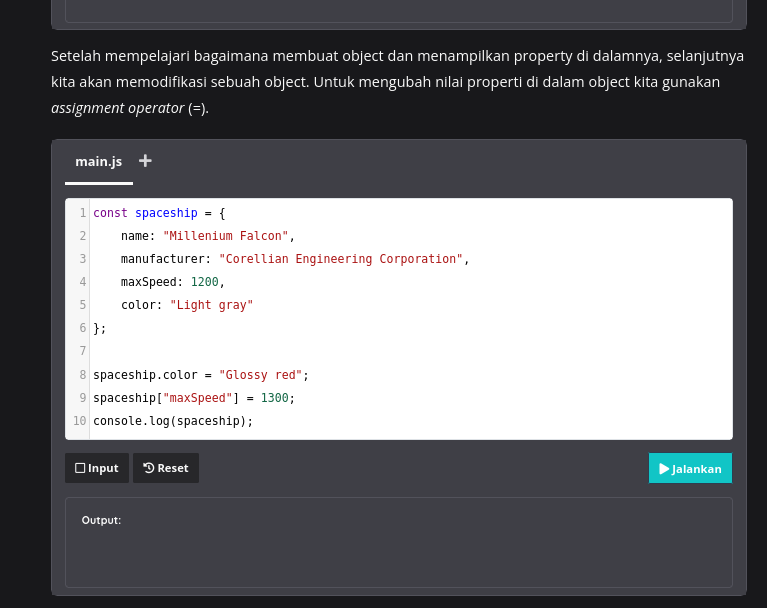 Setelah mempelajari bagaimana membuat object dan menampilkan property di dalamnya, selanjutnya
kita akan memodifikasi sebuah object. Untuk mengubah nilai properti di dalam object kita gunakan
assignment operator (=).
main.js +
1 const spaceship = {
2     name: "Millenium Falcon",
3     manufacturer: "Corellian Engineering Corporation",
4     maxSpeed: 1200,
5     color: "Light gray"
6 };
7
8 spaceship.color = "Glossy red";
9 spaceship["maxSpeed"] = 1300;
10 console.log(spaceship);
Input Reset Jalankan
Output: